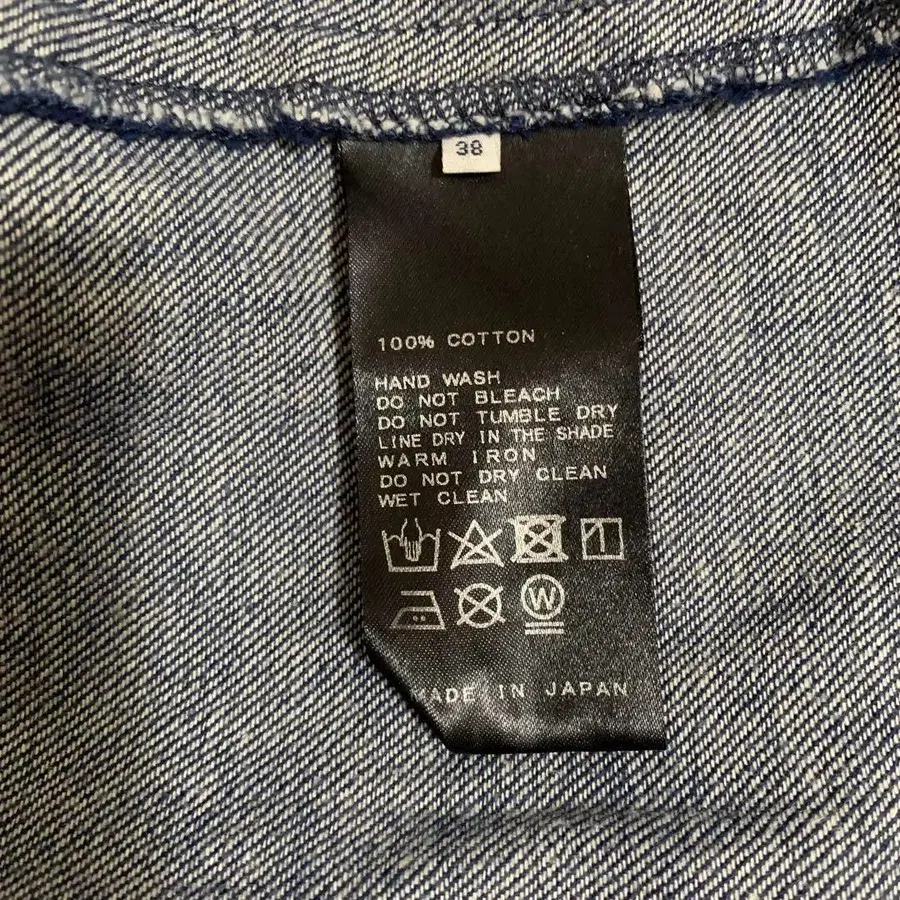 38
100% COTTON
HAND WASH
DO NOT BLEACH
DO NOT TUMBLE DRY
LINE DRY IN THE SHADE
WARM IRON
DO NOT DRY CLEAN
WET CLEAN
W
MADE IN JAPAN